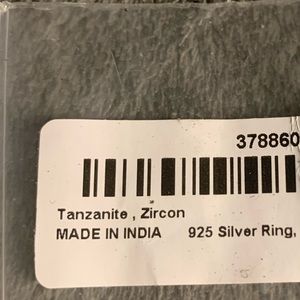 378860
Tanzanite , Zircon
MADE IN INDIA 925 Silver Ring,